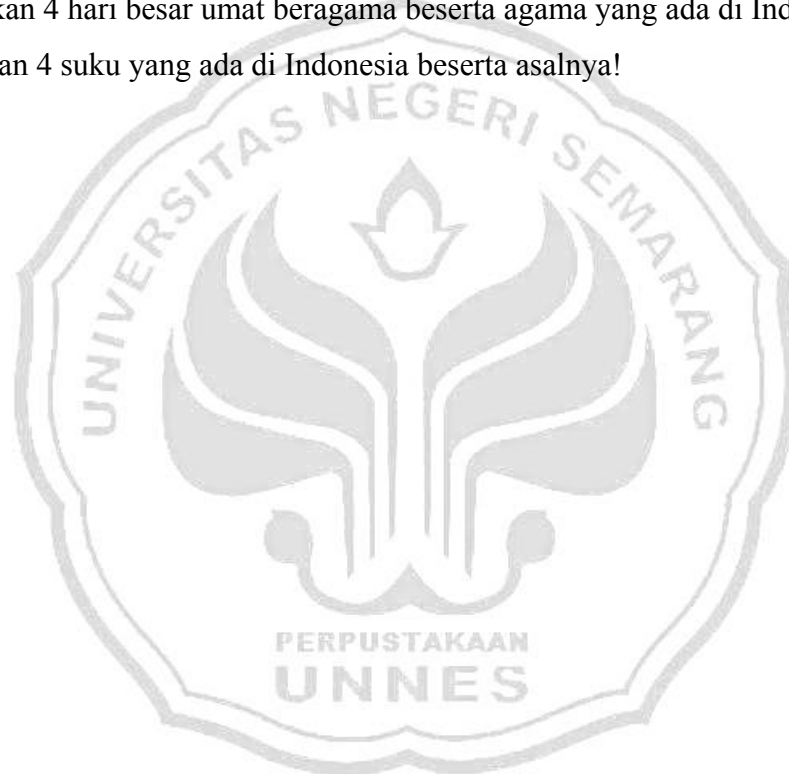 kan 4 hari besar umat beragama beserta agama yang ada di Ind
an 4 suku yang ada di Indonesia beserta asalnya!
UNIVERSITAS NEGERI SEMARANG
PERPUSTAKAAN
UNNES